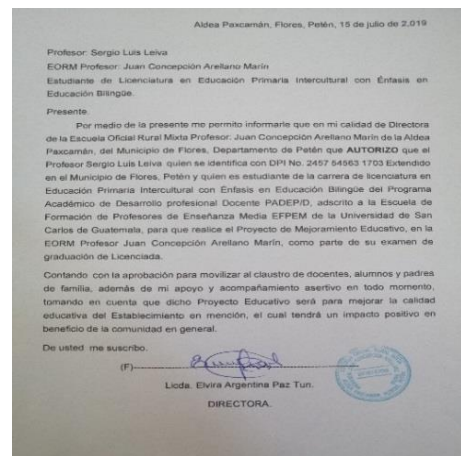 Aldea Paxcamán, Flores, Petén, 15 de julio de 2,019
Profesor: Sergio Luis Leiva
EORM Profesor: Juan Concepción Arellano Marín
Estudiante de Licenciatura en Educación Primaria Intercultural con Énfasis en
Educación Bilingüe.
Presente.
Por medio de la presente me permito informarle que en mi calidad de Directora
de la Escuela Oficial Rural Mixta Profesor: Juan Concepción Arellano Marín de la Aldea
Paxcamán, del Municipio de Flores, Departamento de Petén que AUTORIZO que el
Profesor Sergio Luis Leiva quien se identifica con DPI No. 2457 64563 1703 Extendido
en el Municipio de Flores, Petén y quien es estudiante de la carrera de licenciatura en
Educación Primaria Intercultural con Énfasis en Educación Bilingüe del Programa
Académico de Desarrollo profesional Docente PADEP/D, adscrito a la Escuela de
Formación de Profesores de Enseñanza Media EFPEM de la Universidad de San
Carlos de Guatemala, para que realice el Proyecto de Mejoramiento Educativo, en la
EORM Profesor Juan Concepción Arellano Marín, como parte de su examen de
graduación de Licenciada.
Contando con la aprobación para movilizar al claustro de docentes, alumnos y padres
de familia, además de mi apoyo y acompañamiento asertivo en todo momento,
tomando en cuenta que dicho Proyecto Educativo será para mejorar la calidad
educativa del Establecimiento en mención, el cual tendrá un impacto positivo en
beneficio de la comunidad en general.
De usted me suscribo.
(F)
Licda. Elvira Argentina Paz Tun.
DIRECTORA.